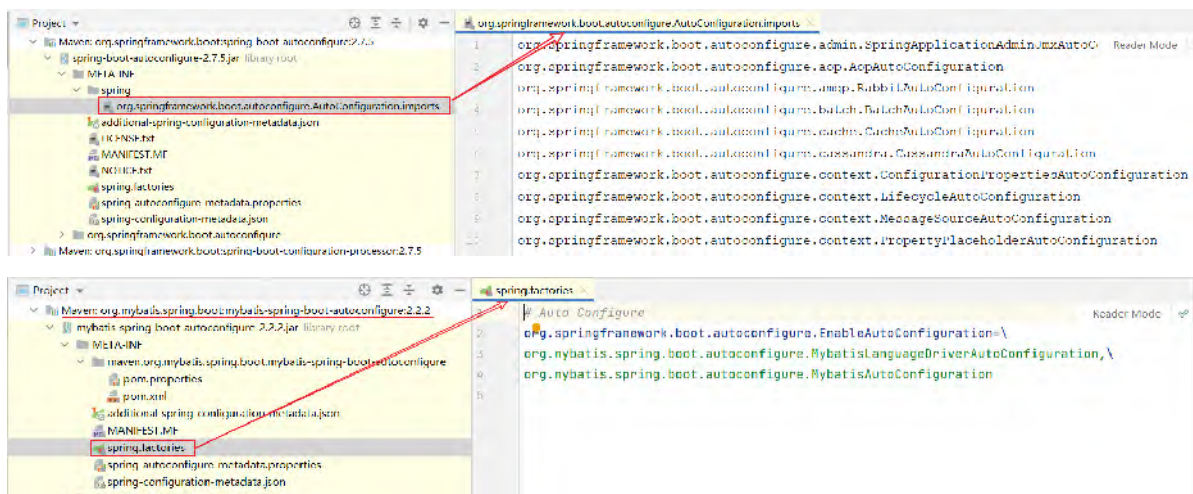 Project
org.springframework.boot.autoconfigure.AutoConfiguration.imports
Maven: org.springframework.boot:spring-boot-autoconfigure:2.7.5
spring-boot-autoconfigure-2.7.5.jar library root
META-INF
spring
org.springframework.boot.autoconfigure.AutoConfiguration.imports
additional-spring-configuration-metadata.json
LICENSE.txt
MANIFEST.MF
NOTICE.txt
spring.factories
spring-autoconfigure-metadata.properties
spring-configuration-metadata.json
org.springframework.boot.autoconfigure
Maven: org.springframework.boot:spring-boot-configuration-processor:2.7.5
1 org.springframework.boot.autoconfigure.admin.SpringApplicationAdminJmxAutoC Reader Mode
2 org.springframework.boot.autoconfigure.aop.AopAutoConfiguration
3 org.springframework.boot.autoconfigure.amqp.RabbitAutoConfiguration
4 org.springframework.boot.autoconfigure.batch.BatchAutoConfiguration
5 org.springframework.boot.autoconfigure.cache.CacheAutoConfiguration
6 org.springframework.boot.autoconfigure.cassandra.CassandraAutoConfiguration
7 org.springframework.boot.autoconfigure.context.ConfigurationPropertiesAutoConfiguration
8 org.springframework.boot.autoconfigure.context.LifecycleAutoConfiguration
9 org.springframework.boot.autoconfigure.context.MessageSourceAutoConfiguration
10 org.springframework.boot.autoconfigure.context.PropertyPlaceholderAutoConfiguration
Project
spring.factories
Maven: org.mybatis.spring.boot:mybatis-spring-boot-autoconfigure:2.2.2
mybatis-spring-boot-autoconfigure-2.2.2.jar library root
META-INF
maven.org.mybatis.spring.boot.mybatis-spring-boot-autoconfigure
pom.properties
pom.xml
additional-spring-configuration-metadata.json
MANIFEST.MF
spring.factories
spring-autoconfigure-metadata.properties
spring-configuration-metadata.json
# Auto Configure Reader Mode
2 org.springframework.boot.autoconfigure.EnableAutoConfiguration=\
3 org.mybatis.spring.boot.autoconfigure.MybatisLanguageDriverAutoConfiguration,\
4 org.mybatis.spring.boot.autoconfigure.MybatisAutoConfiguration
5